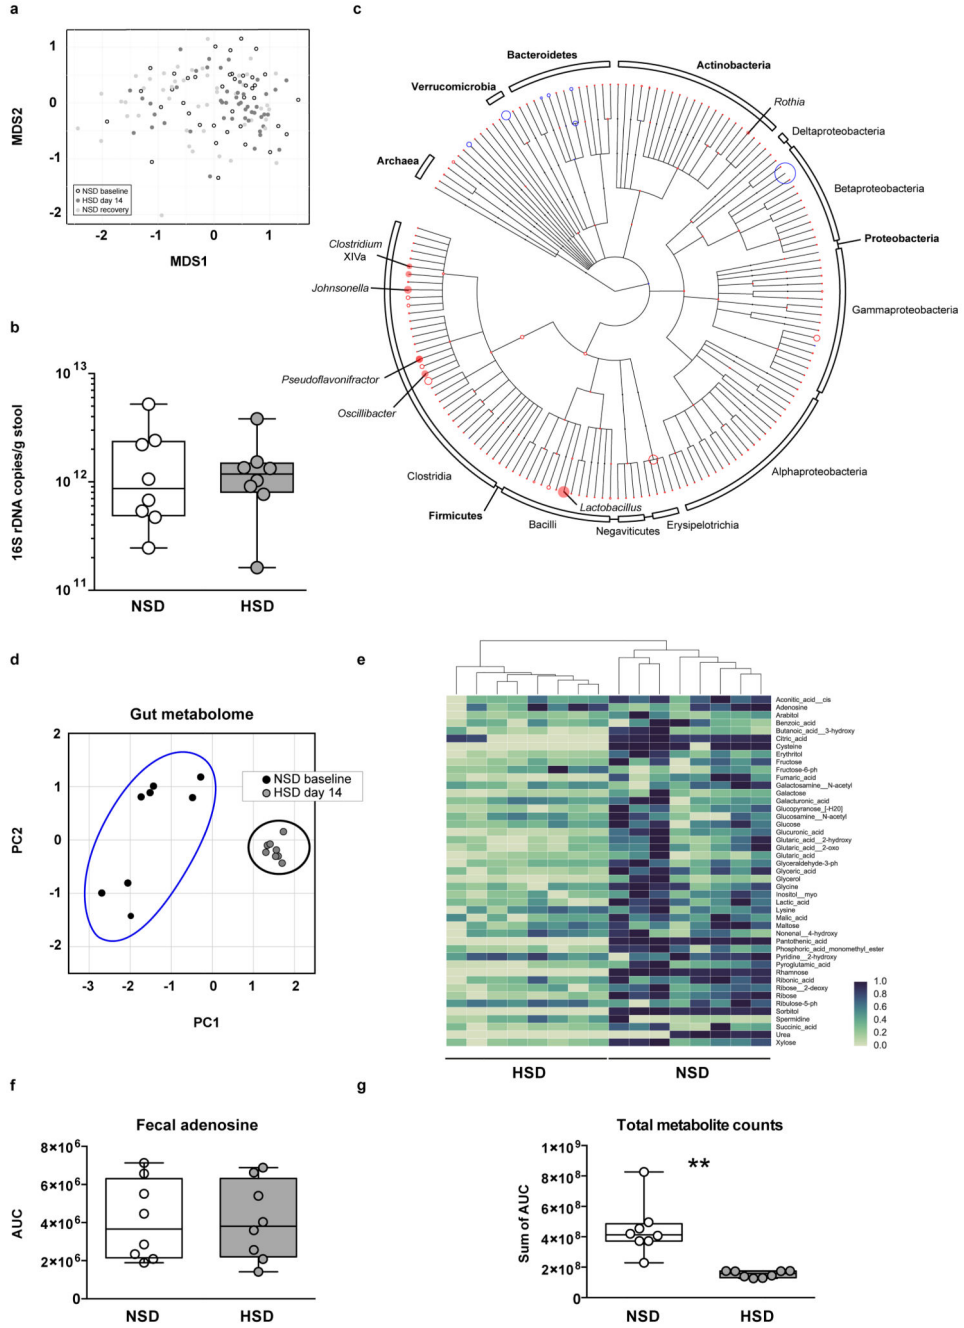 a
1
0
-1
-2
MDS2
NSD baseline
HSD day 14
NSD recovery
-2
-1
0
1
MDS1
b
10 13
10 12
10 11
16S rDNA copies/g stool
NSD
HSD
c
Bacteroidetes
Actinobacteria
Verrucomicrobia
Rothia
Deltaproteobacteria
Archaea
Betaproteobacteria
Proteobacteria
Clostridium
XIVa
Johnsonella
Gammaproteobacteria
Pseudoflavonifractor
Oscillibacter
Clostridia
Alphaproteobacteria
Firmicutes
Lactobacillus
Bacilli
Negaviticutes
Erysipelotrichia
d
Gut metabolome
2
1
0
-1
-2
PC2
NSD baseline
HSD day 14
-3
-2
-1
0
1
2
PC1
e
Aconitic_acid__cis
Adenosine
Arabitol
Benzoic_acid
Butanoic_acid__3-hydroxy
Citric_acid
Cysteine
Erythritol
Fructose
Fructose-6-ph
Fumaric_acid
Galactosamine__N-acetyl
Galactose
Galacturonic_acid
Glucopyranose_[-H20]
Glucosamine__N-acetyl
Glucose
Glucuronic_acid
Glutaric_acid__2-hydroxy
Glutaric_acid__2-oxo
Glutaric_acid
Glyceraldehyde-3-ph
Glyceric_acid
Glycerol
Glycine
Inositol__myo
Lactic_acid
Lysine
Malic_acid
Maltose
Nonenal__4-hydroxy
Pantothenic_acid
Phosphoric_acid_monomethyl_ester
Pyridine__2-hydroxy
Pyroglutamic_acid
Rhamnose
Ribonic_acid
Ribose__2-deoxy
Ribose
Ribulose-5-ph
Sorbitol
Spermidine
Succinic_acid
Urea
Xylose
1.0
0.8
0.6
0.4
0.2
0.0
HSD
NSD
f
Fecal adenosine
8×10 6
6×10 6
4×10 6
2×10 6
0
AUC
NSD
HSD
g
Total metabolite counts
1×10 9
8×10 8
6×10 8
4×10 8
2×10 8
0
Sum of AUC
**
NSD
HSD